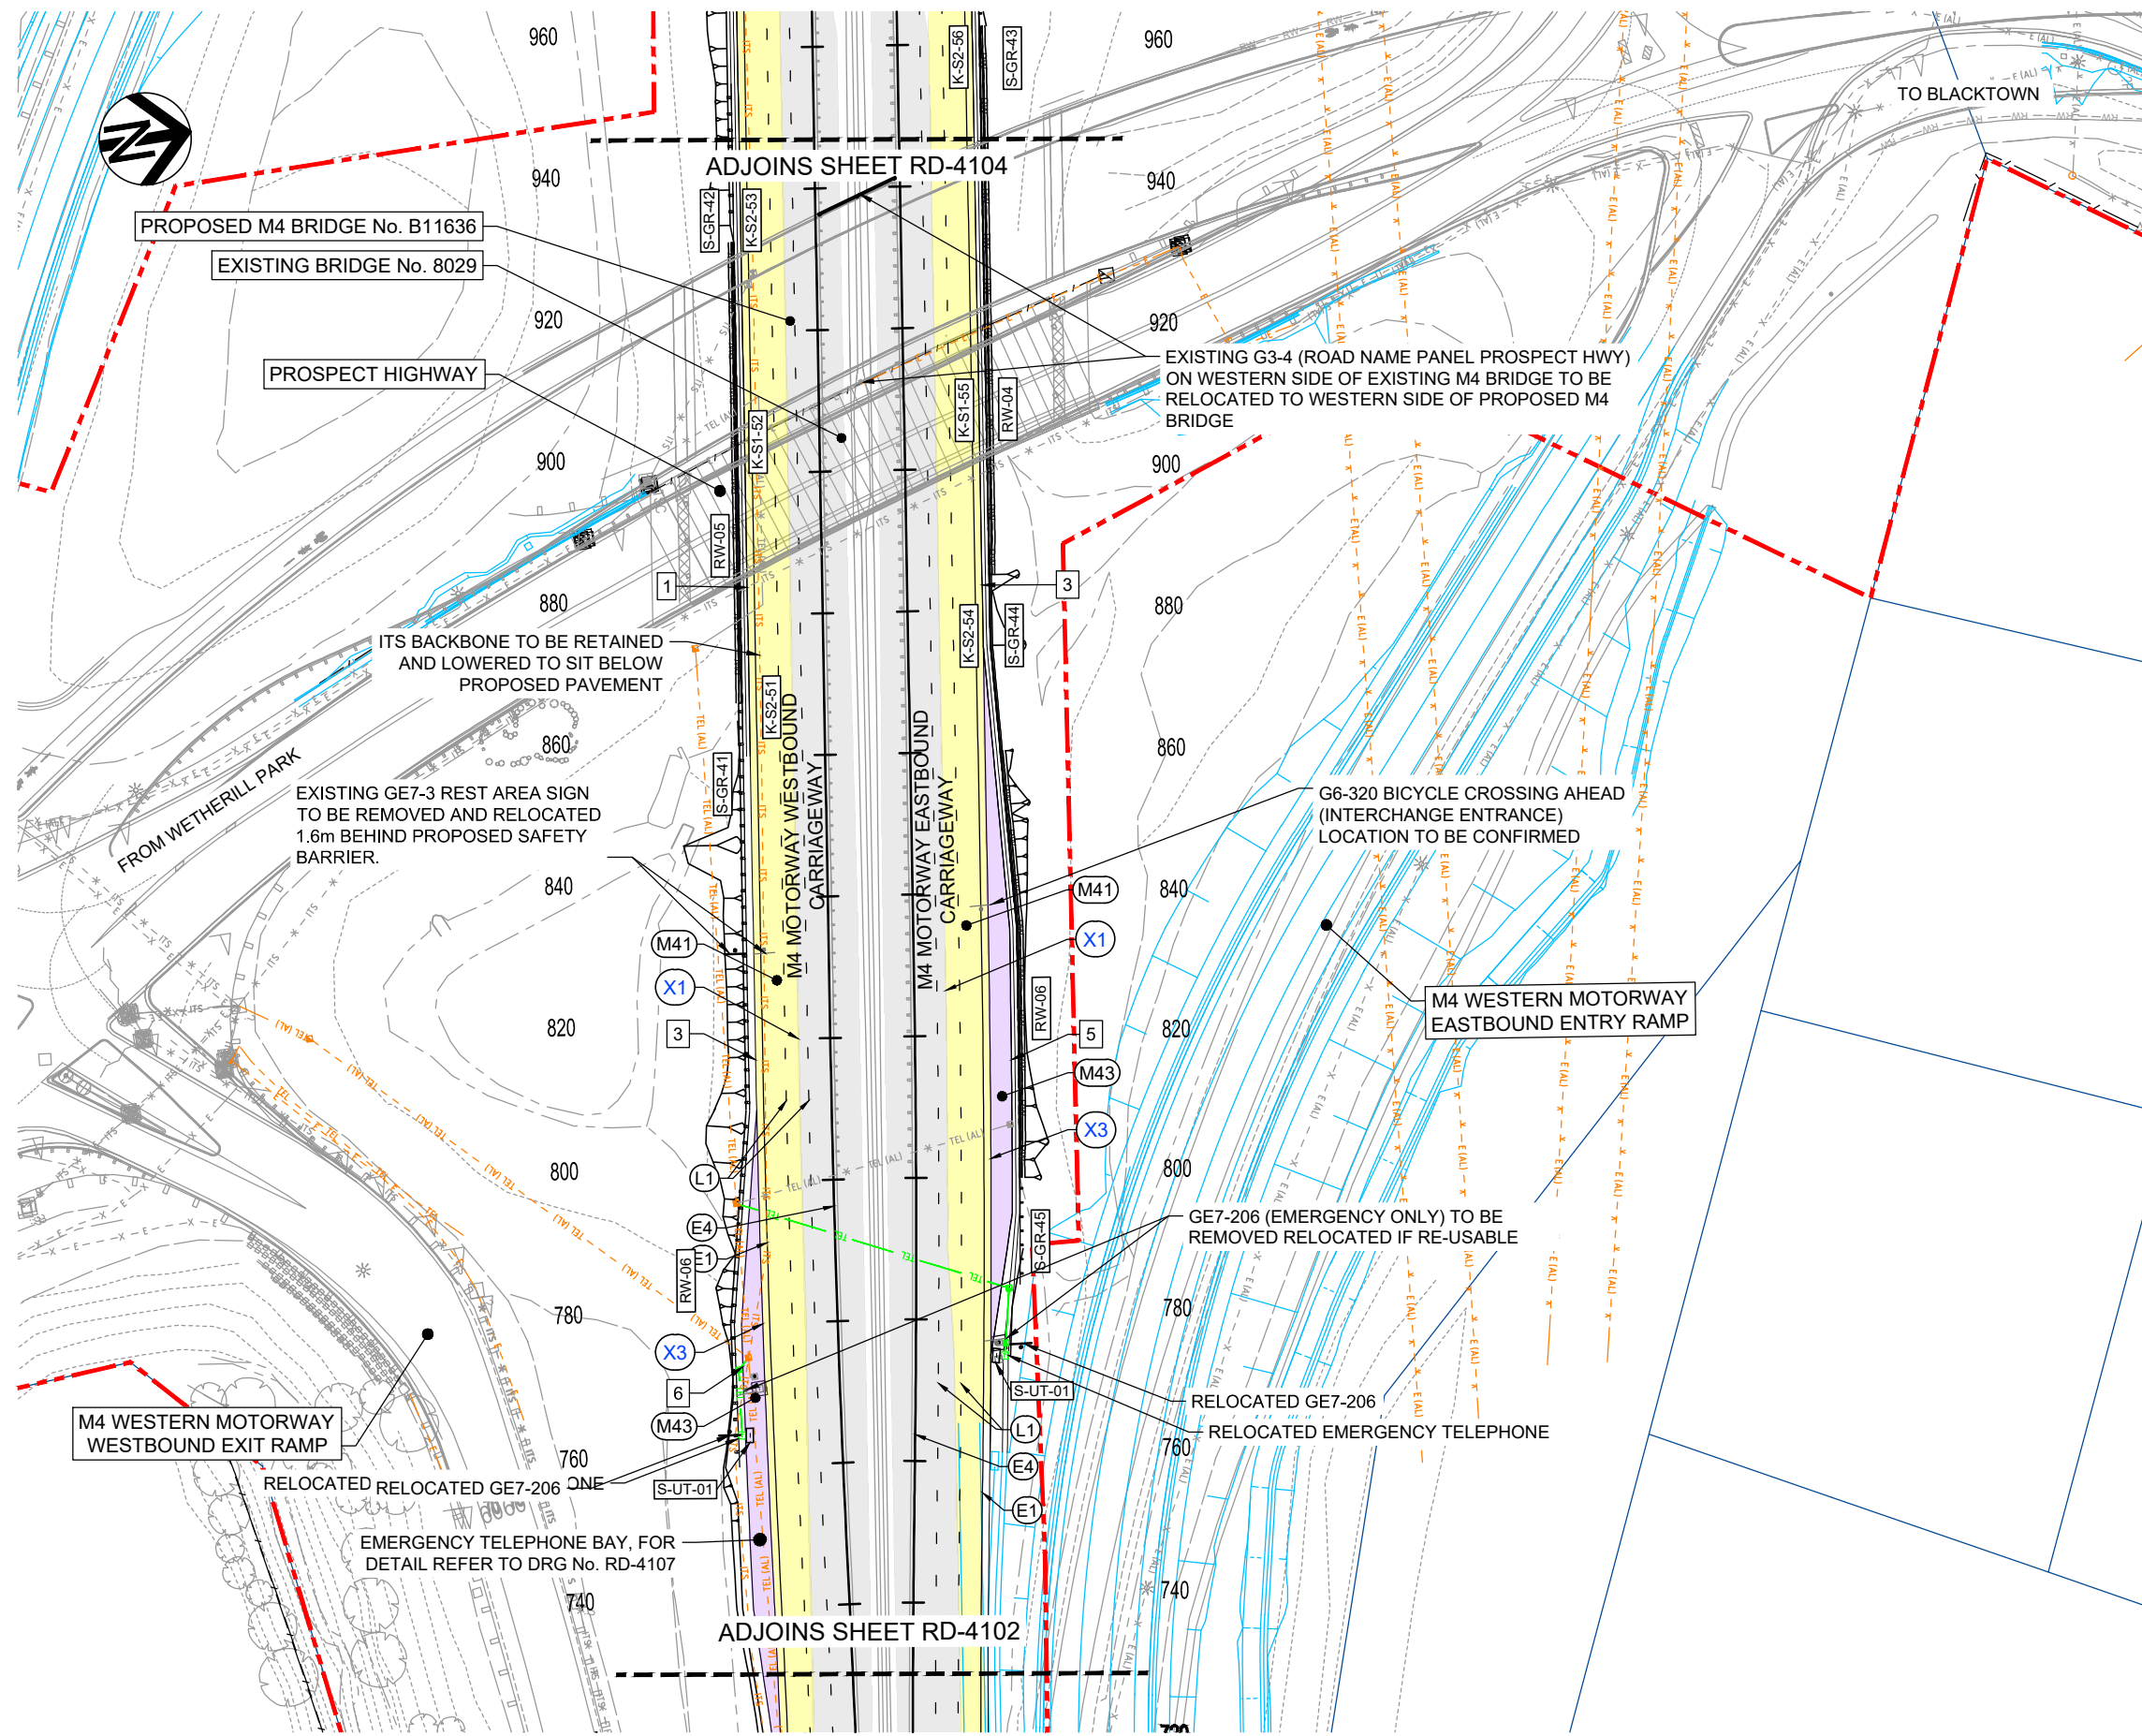 960
960
K-S2-56
S-GR-43
TO BLACKTOWN
ADJOINS SHEET RD-4104
940
940
S-GR-42
K-S2-53
PROPOSED M4 BRIDGE No. B11636
EXISTING BRIDGE No. 8029
920
920
PROSPECT HIGHWAY
EXISTING G3-4 (ROAD NAME PANEL PROSPECT HWY)
ON WESTERN SIDE OF EXISTING M4 BRIDGE TO BE
RELOCATED TO WESTERN SIDE OF PROPOSED M4
BRIDGE
K-S1-52
K-S1-55
RW-04
900
900
RW-05
1
3
880
880
K-S2-54
S-GR-44
ITS BACKBONE TO BE RETAINED
AND LOWERED TO SIT BELOW
PROPOSED PAVEMENT
K-S2-51
860
860
S-GR-41
M4 MOTORWAY WESTBOUND
CARRIAGEWAY
M4 MOTORWAY EASTBOUND
CARRIAGEWAY
FROM WETHERILL PARK
EXISTING GE7-3 REST AREA SIGN
TO BE REMOVED AND RELOCATED
1.6m BEHIND PROPOSED SAFETY
BARRIER.
G6-320 BICYCLE CROSSING AHEAD
(INTERCHANGE ENTRANCE)
LOCATION TO BE CONFIRMED
840
840
M41
M41
X1
X1
RW-06
M4 WESTERN MOTORWAY
EASTBOUND ENTRY RAMP
820
820
3
5
M43
X3
TEL (AL)
800
800
L1
E4
E1
RW-06
S-GR-45
TEL
TEL
TEL
TEL
GE7-206 (EMERGENCY ONLY) TO BE
REMOVED RELOCATED IF RE-USABLE
780
780
X3
6
M43
S-UT-01
RELOCATED GE7-206
RELOCATED EMERGENCY TELEPHONE
M4 WESTERN MOTORWAY
WESTBOUND EXIT RAMP
L1
760
760
E4
RELOCATED RELOCATED GE7-206 ONE
S-UT-01
E1
EMERGENCY TELEPHONE BAY, FOR
DETAIL REFER TO DRG No. RD-4107
740
740
ADJOINS SHEET RD-4102